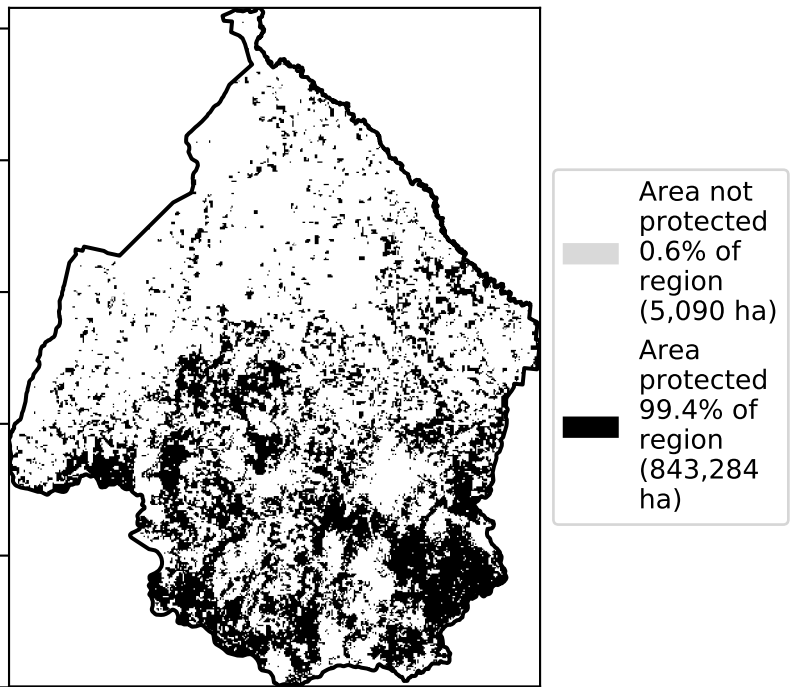 Area not
protected
0.6% of
region
(5,090 ha)
Area
protected
99.4% of
region
(843,284
ha)